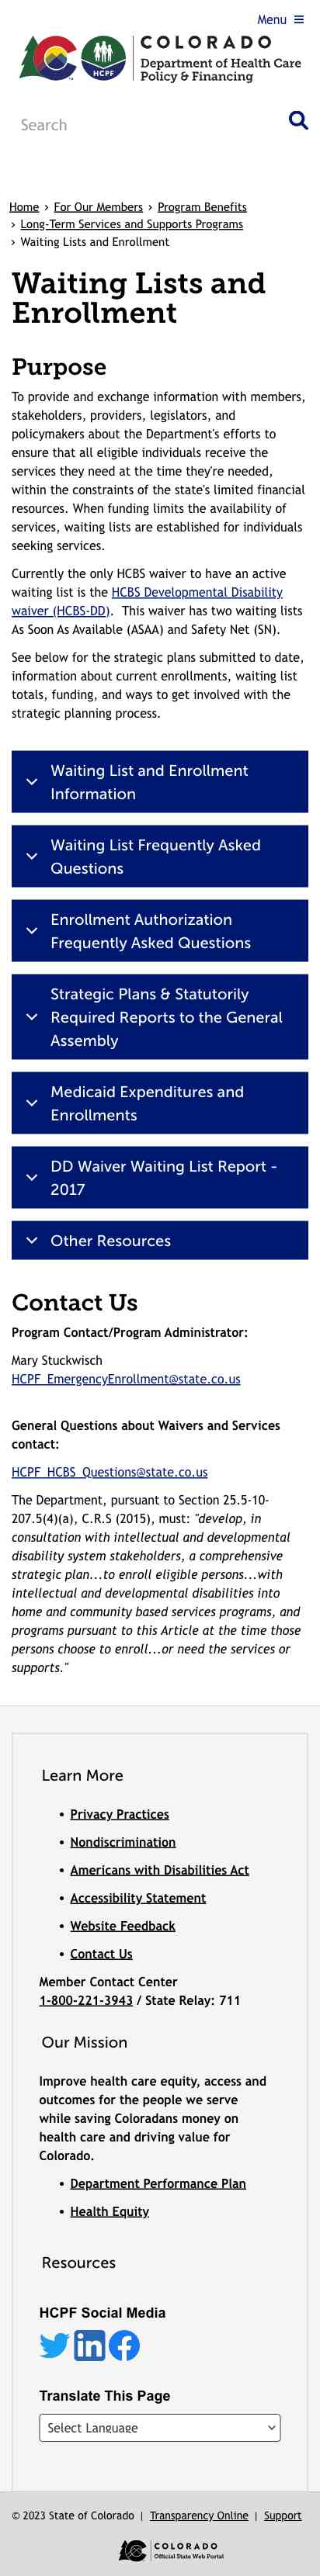 Menu
COLORADO
Department of Health Care
Policy & Financing
HCPF
Search
Home › For Our Members › Program Benefits
› Long-Term Services and Supports Programs
› Waiting Lists and Enrollment
Waiting Lists and
Enrollment
Purpose
To provide and exchange information with members,
stakeholders, providers, legislators, and
policymakers about the Department's efforts to
ensure that all eligible individuals receive the
services they need at the time they're needed,
within the constraints of the state's limited financial
resources. When funding limits the availability of
services, waiting lists are established for individuals
seeking services.
Currently the only HCBS waiver to have an active
waiting list is the HCBS Developmental Disability
waiver (HCBS-DD).  This waiver has two waiting lists
As Soon As Available (ASAA) and Safety Net (SN).
See below for the strategic plans submitted to date,
information about current enrollments, waiting list
totals, funding, and ways to get involved with the
strategic planning process.
Waiting List and Enrollment
Information
Waiting List Frequently Asked
Questions
Enrollment Authorization
Frequently Asked Questions
Strategic Plans & Statutorily
Required Reports to the General
Assembly
Medicaid Expenditures and
Enrollments
DD Waiver Waiting List Report -
2017
Other Resources
Contact Us
Program Contact/Program Administrator:
Mary Stuckwisch
HCPF_EmergencyEnrollment@state.co.us
General Questions about Waivers and Services
contact:
HCPF_HCBS_Questions@state.co.us
The Department, pursuant to Section 25.5-10-
207.5(4)(a), C.R.S (2015), must: "develop, in
consultation with intellectual and developmental
disability system stakeholders, a comprehensive
strategic plan...to enroll eligible persons...with
intellectual and developmental disabilities into
home and community based services programs, and
programs pursuant to this Article at the time those
persons choose to enroll...or need the services or
supports."
Learn More
• Privacy Practices
• Nondiscrimination
• Americans with Disabilities Act
• Accessibility Statement
• Website Feedback
• Contact Us
Member Contact Center
1-800-221-3943 / State Relay: 711
Our Mission
Improve health care equity, access and
outcomes for the people we serve
while saving Coloradans money on
health care and driving value for
Colorado.
• Department Performance Plan
• Health Equity
Resources
HCPF Social Media
Translate This Page
Select Language
© 2023 State of Colorado | Transparency Online | Support
COLORADO
Official State Web Portal